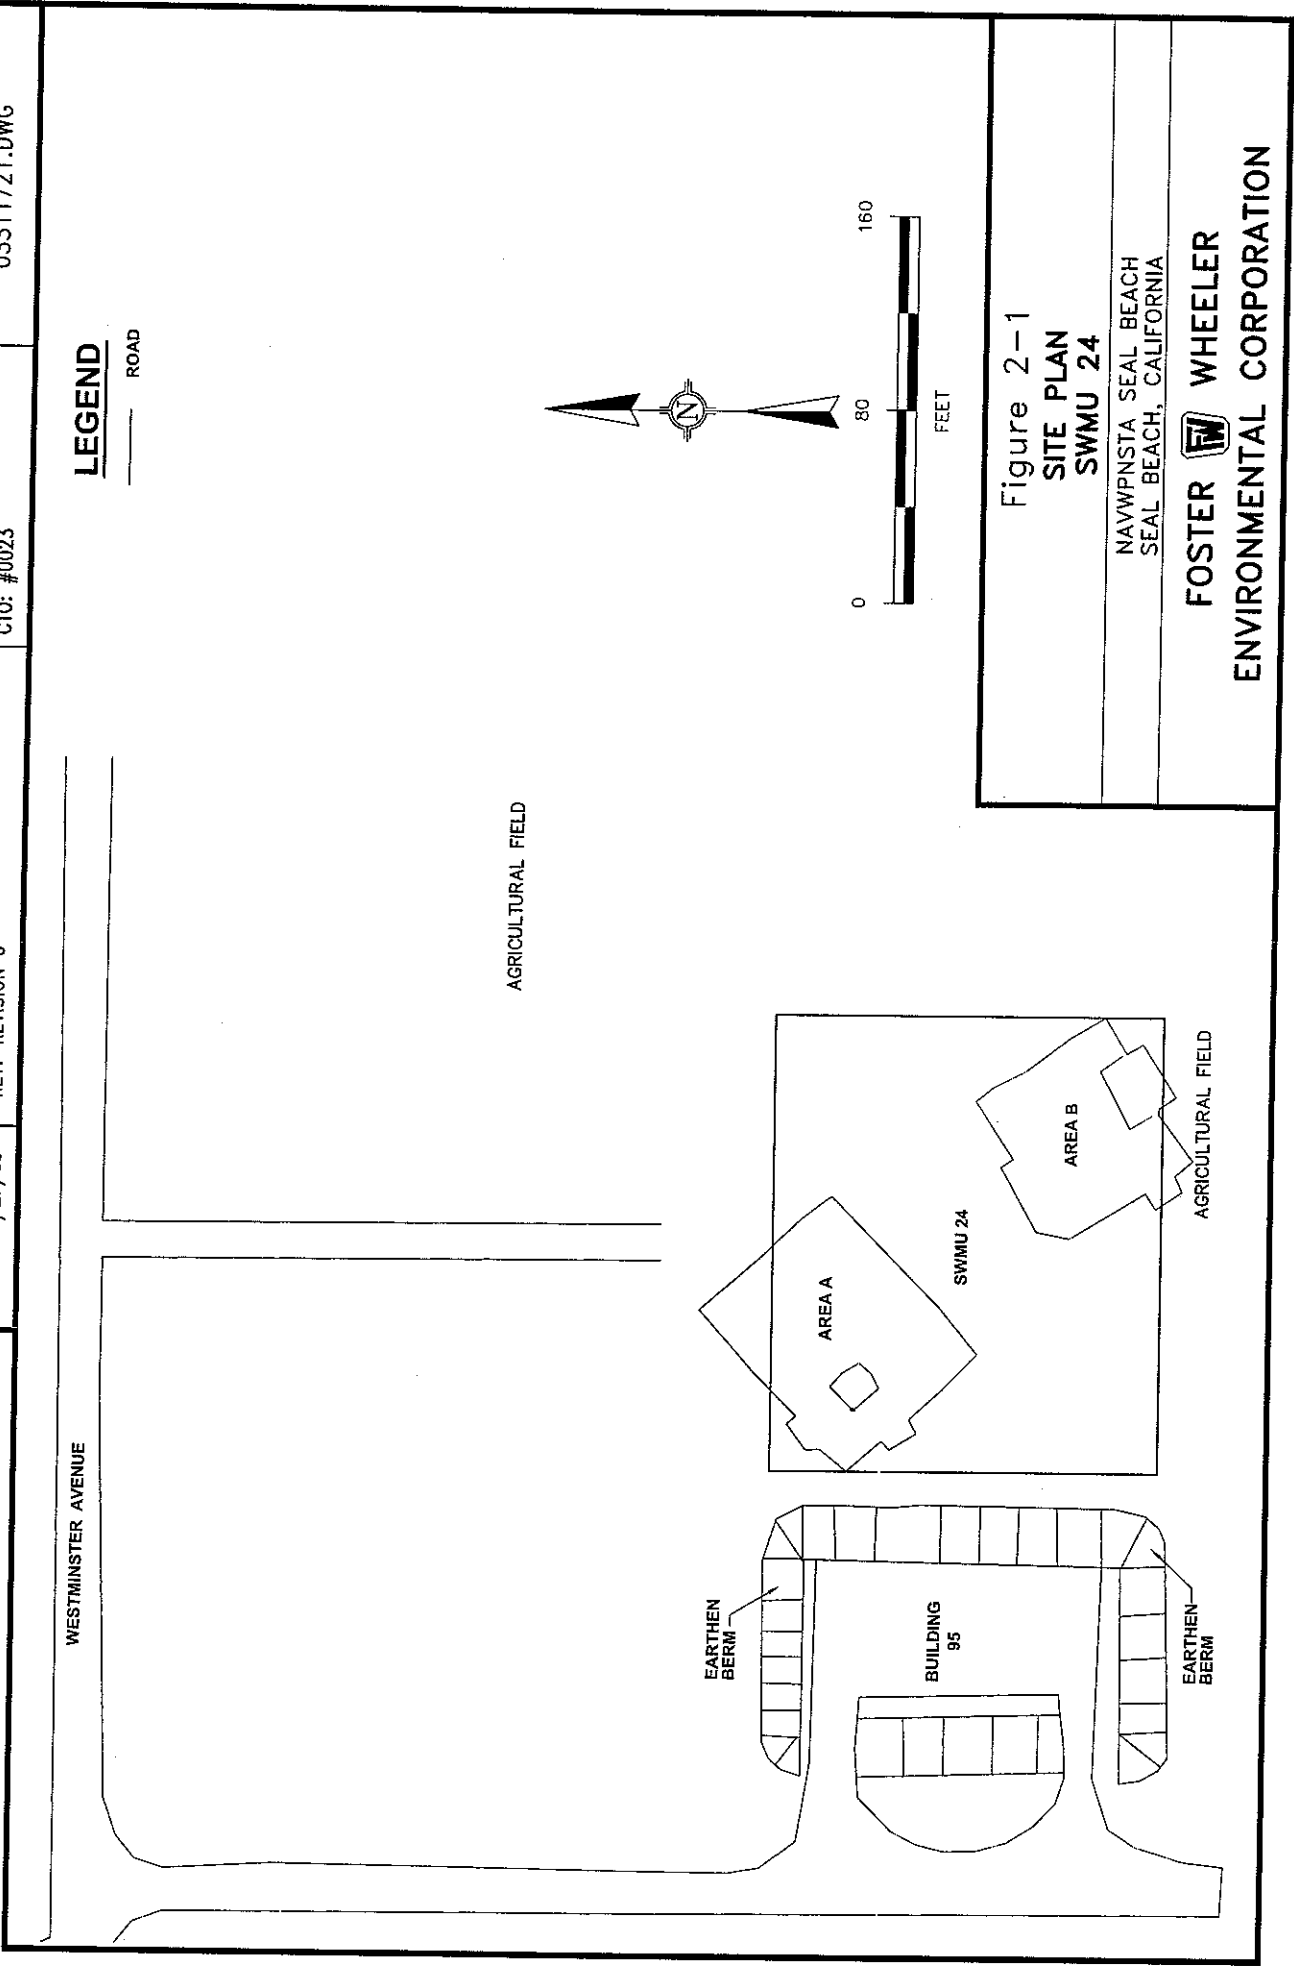 CTO: #0023
LEGEND
ROAD
WESTMINSTER AVENUE
AGRICULTURAL FIELD
N
0
80
160
FEET
EARTHEN
BERM
BUILDING
95
EARTHEN
BERM
AREA A
SWMU 24
AREA B
AGRICULTURAL FIELD
Figure 2-1
SITE PLAN
SWMU 24
NAVWPNSTA SEAL BEACH
SEAL BEACH, CALIFORNIA
FOSTER FW WHEELER
ENVIRONMENTAL CORPORATION